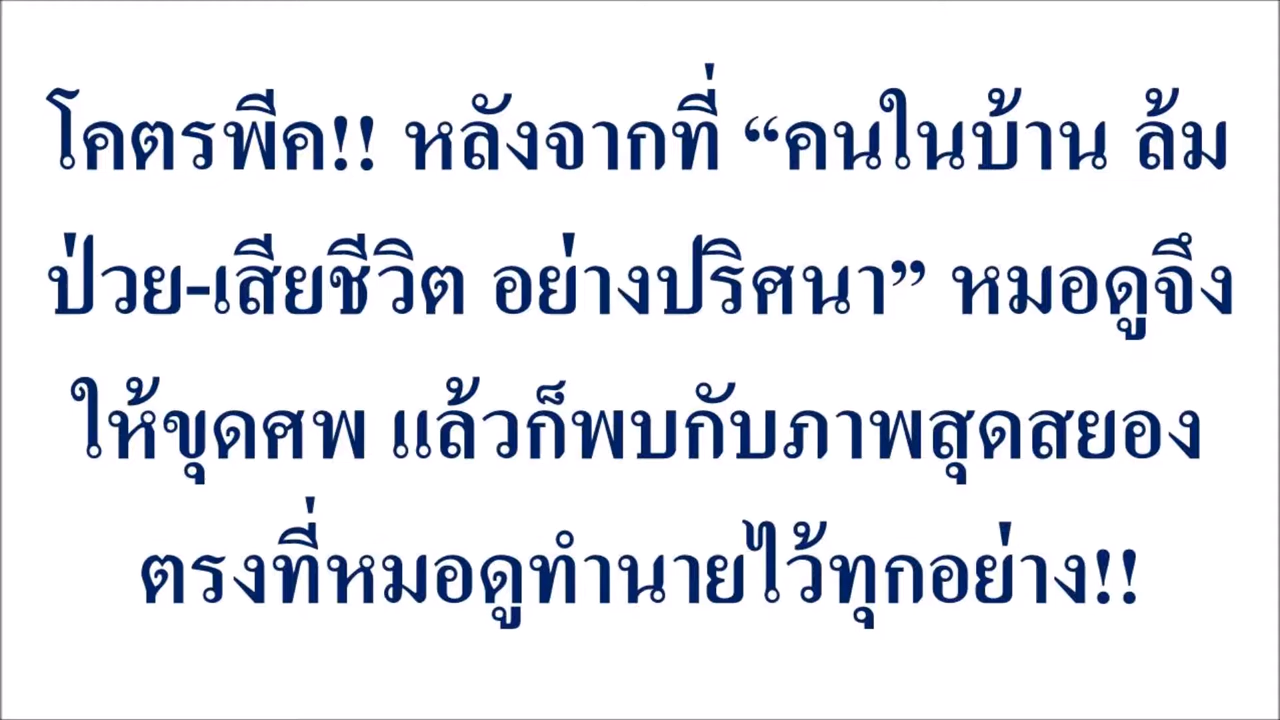 โคตรพีค!! หลังจากที่ “คนในบ้าน ล้ม
ป่วย-เสียชีวิต อย่างปริศนา” หมอดูจึง
ให้ขุดศพ แล้วก็พบกับภาพสุดสยอง
ตรงที่หมอดูทำนายไว้ทุกอย่าง!!